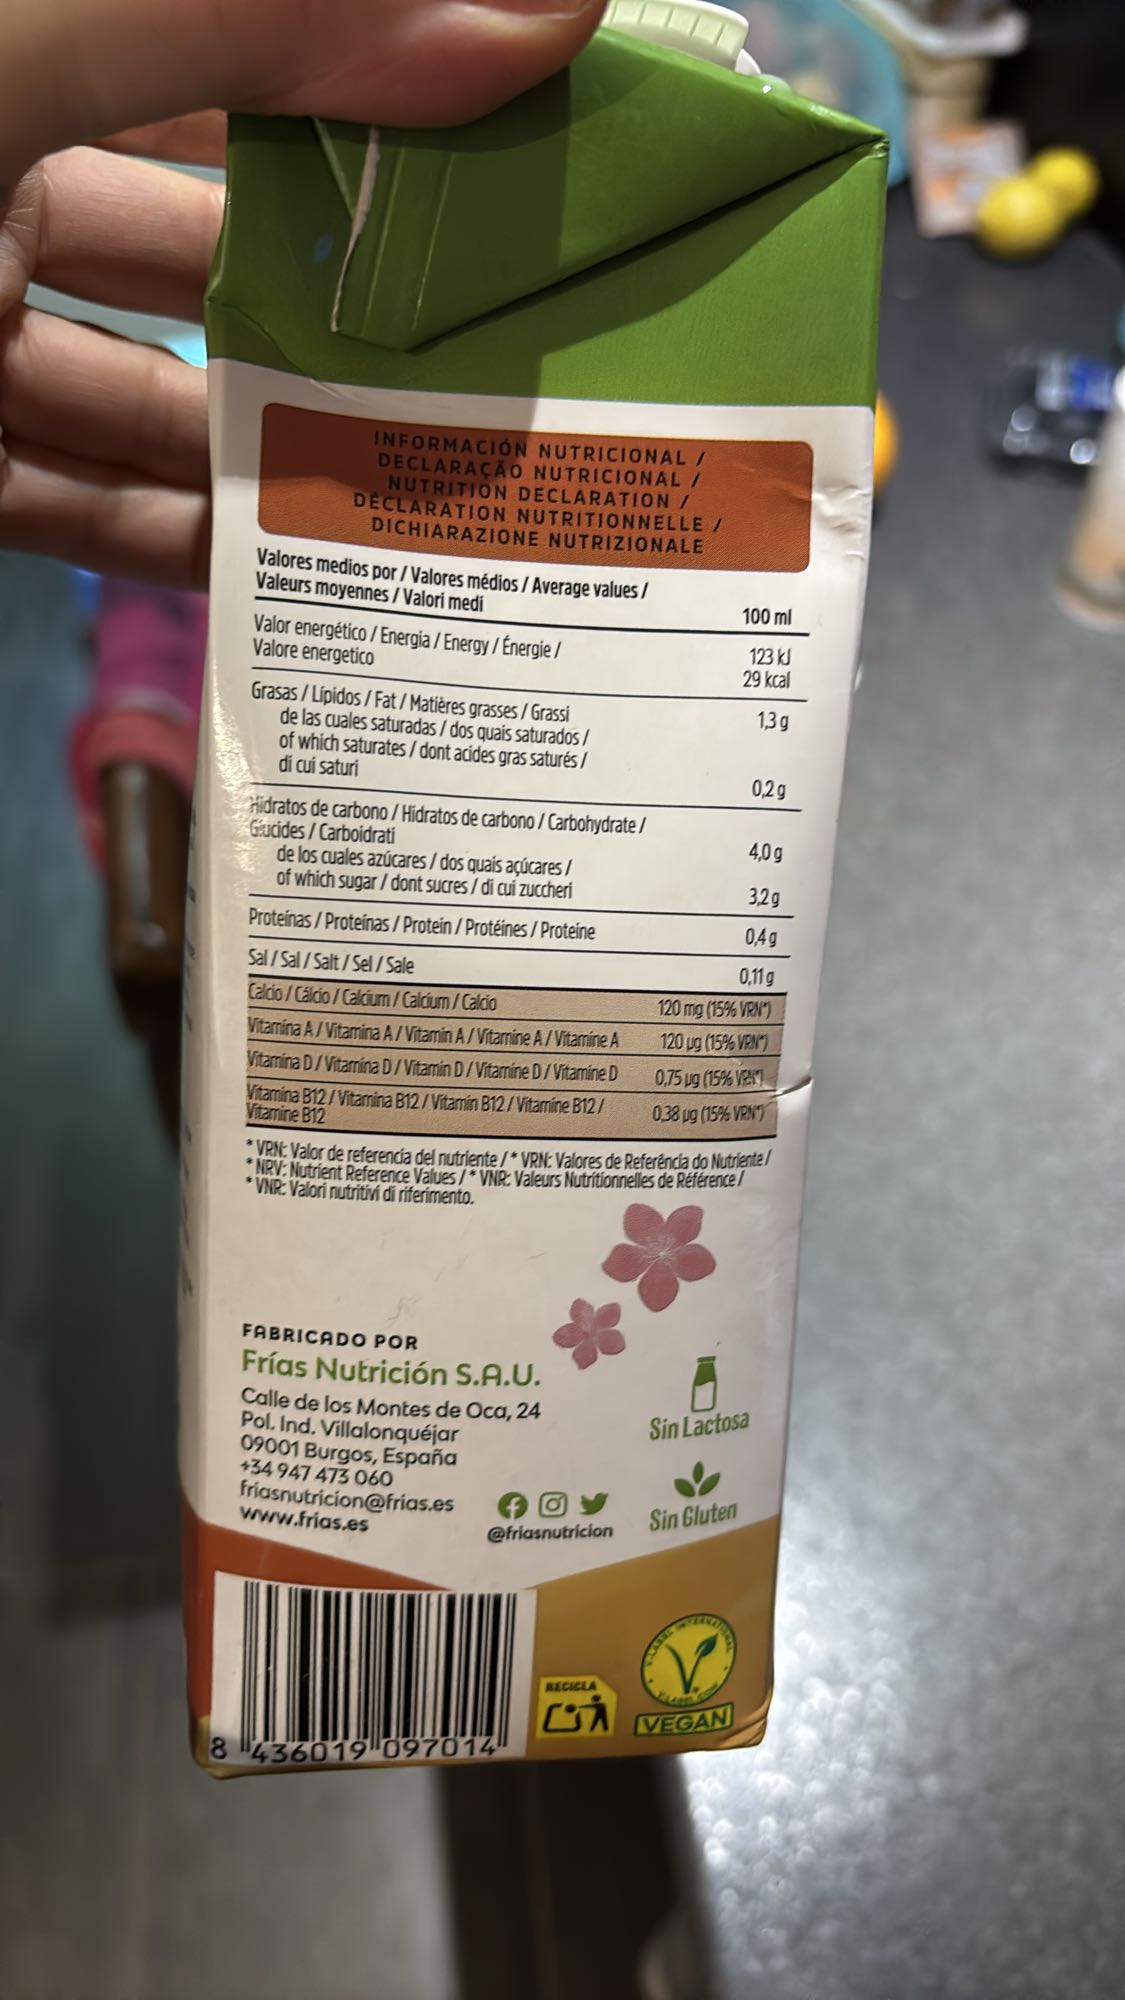 INFORMACIÓN NUTRICIONAL /
DECLARAÇÃO NUTRICIONAL /
NUTRITION DECLARATION /
DÉCLARATION NUTRITIONNELLE /
DICHIARAZIONE NUTRIZIONALE
Valores medios por / Valores médios / Average values /
Valeurs moyennes / Valori medi 100 ml
Valor energético / Energia / Energy / Énergie / 123 kJ
Valore energetico 29 kcal
Grasas / Lípidos / Fat / Matières grasses / Grassi 1,3 g
de las cuales saturadas / dos quais saturados /
of which saturates / dont acides gras saturés /
di cui saturi 0,2 g
Hidratos de carbono / Hidratos de carbono / Carbohydrate /
Glucides / Carboidrati 4,0 g
de los cuales azúcares / dos quais açúcares /
of which sugar / dont sucres / di cui zuccheri 3,2 g
Proteínas / Proteínas / Protein / Protéines / Proteine 0,4 g
Sal / Sal / Salt / Sel / Sale 0,11 g
Calcio / Cálcio / Calcium / Calcium / Calcio 120 mg (15% VRN*)
Vitamina A / Vitamina A / Vitamin A / Vitamine A / Vitamine A 120 µg (15% VRN*)
Vitamina D / Vitamina D / Vitamin D / Vitamine D / Vitamine D 0,75 µg (15% VRN*)
Vitamina B12 / Vitamina B12 / Vitamin B12 / Vitamine B12 /
Vitamine B12 0,38 µg (15% VRN*)
* VRN: Valor de referencia del nutriente / * VRN: Valores de Referência do Nutriente /
* NRV: Nutrient Reference Values / * VNR: Valeurs Nutritionnelles de Référence /
* VNR: Valori nutritivi di riferimento.
FABRICADO POR
Frías Nutrición S.A.U.
Calle de los Montes de Oca, 24
Pol. Ind. Villalonquéjar
09001 Burgos, España
+34 947 473 060
friasnutricion@frias.es
www.frias.es
@friasnutricion
Sin Lactosa
Sin Gluten
8 436019 097014
RECICLA
V-LABEL INTERNATIONAL
V-LABEL.COM
VEGAN